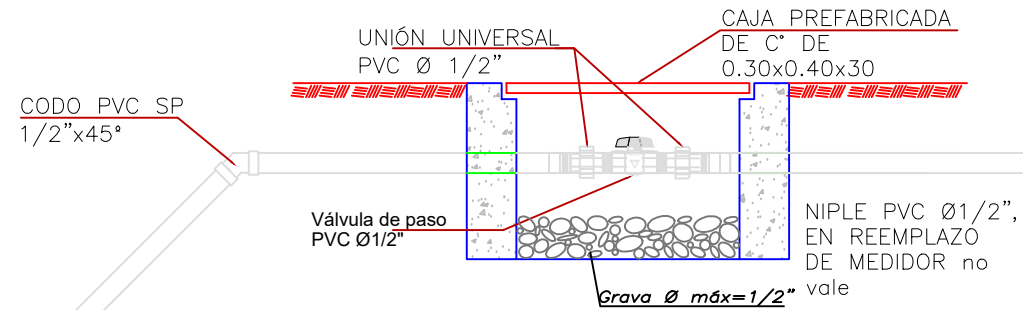 CAJA PREFABRICADA
DE C° DE
0.30x0.40x30
UNIÓN UNIVERSAL
PVC Ø 1/2"
CODO PVC SP
1/2"x45°
Válvula de paso
PVC Ø1/2"
NIPLE PVC Ø1/2",
EN REEMPLAZO
DE MEDIDOR no
vale
Grava Ø máx=1/2"